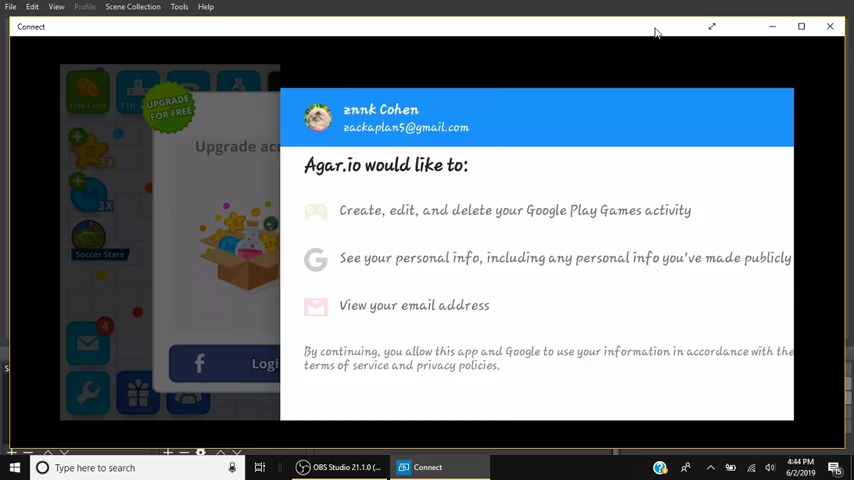 File Edit View Profile Scene Collection Tools Help
Connect
Free Coins
11h
UPGRADE
FOR FREE
3X
3X
Soccer Stars
4
Upgrade acc
Logi
znnk Cohen
zackaplan5@gmail.com
Agar.io would like to:
Create, edit, and delete your Google Play Games activity
See your personal info, including any personal info you've made publicly
View your email address
By continuing, you allow this app and Google to use your information in accordance with the
terms of service and privacy policies.
Type here to search
OBS Studio 21.1.0 (...
Connect
4:44 PM
6/2/2019
15